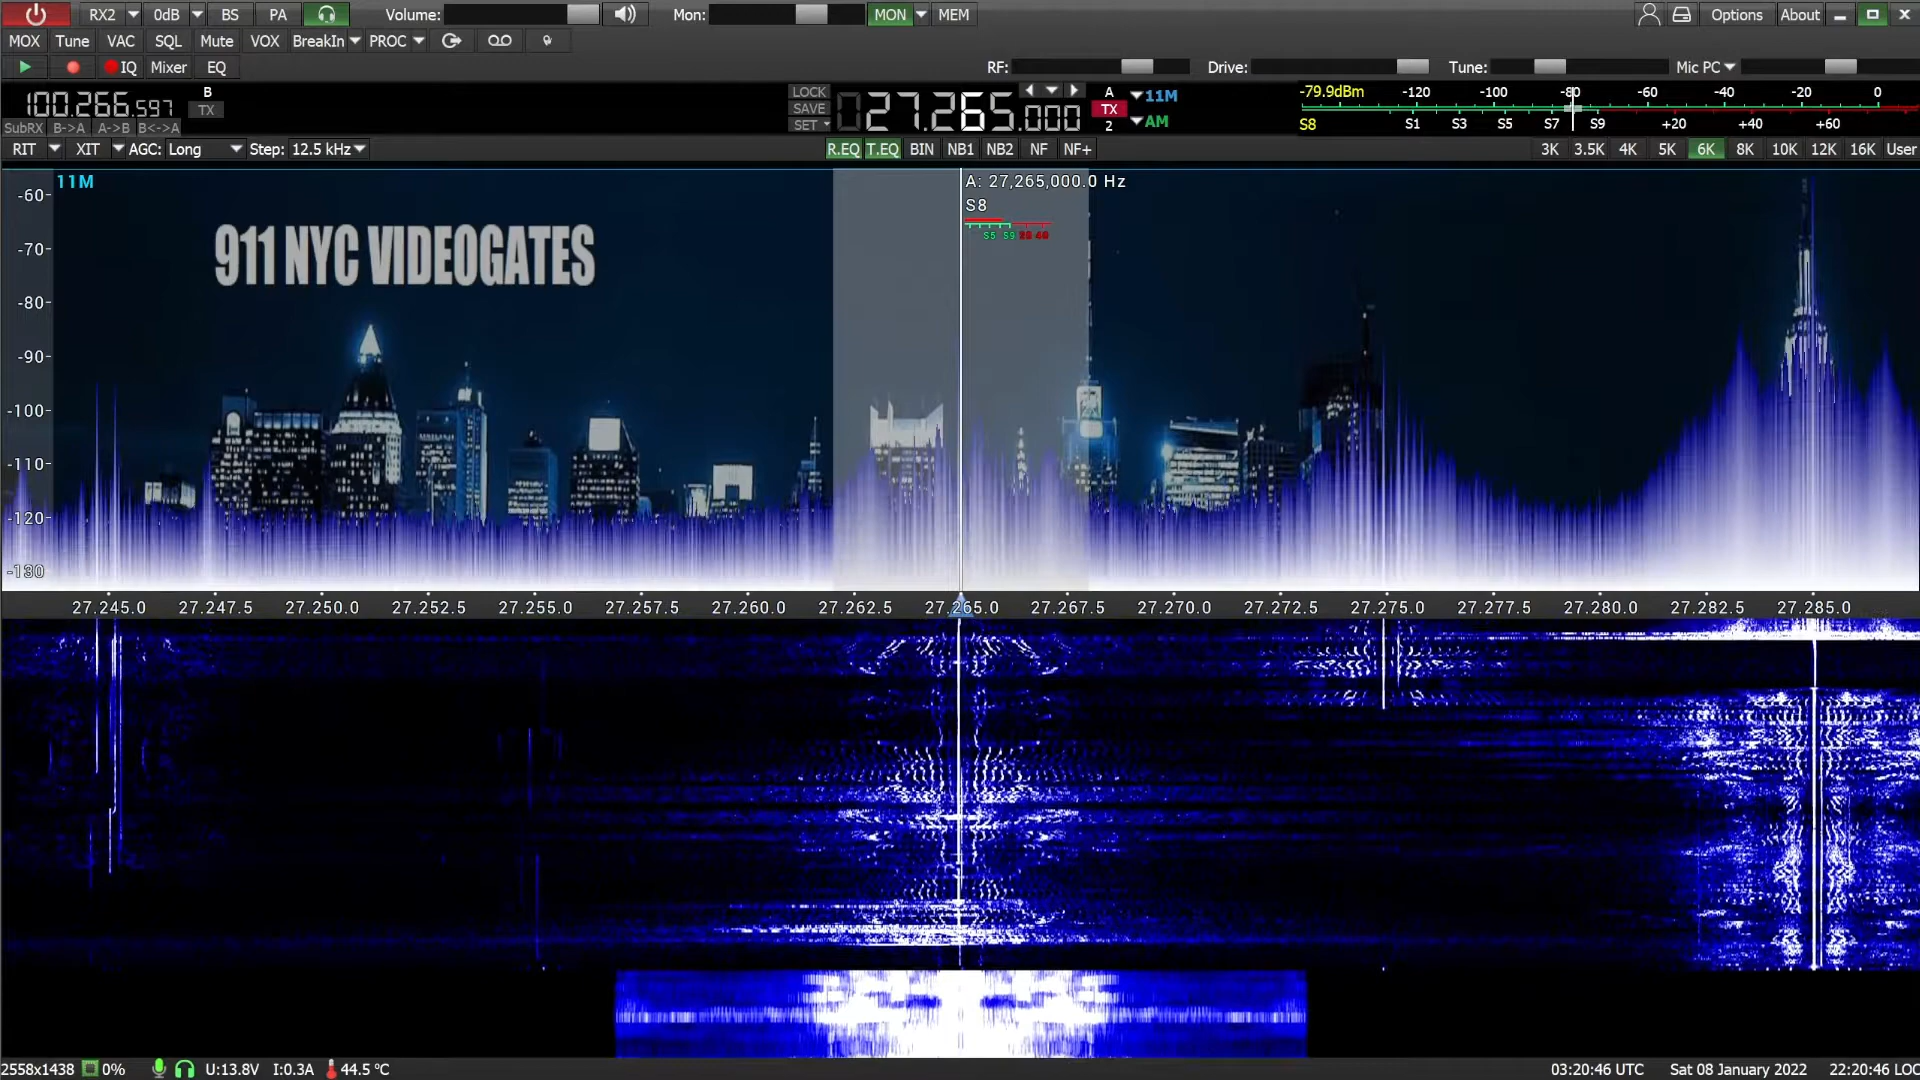 RX2 0dB BS PA Volume: Mon: MON MEM Options About
MOX Tune VAC SQL Mute VOX BreakIn PROC
IQ Mixer EQ RF: Drive: Tune: Mic PC
100.266.597 B TX LOCK SAVE SET 027.265.000 A TX 2 11M AM
-79.9dBm -120 -100 -80 -60 -40 -20 0
S8 S1 S3 S5 S7 S9 +20 +40 +60
SubRX B->A A->B B<->A
RIT XIT AGC: Long Step: 12.5 kHz R.EQ T.EQ BIN NB1 NB2 NF NF+ 3K 3.5K 4K 5K 6K 8K 10K 12K 16K User
11M A: 27,265,000.0 Hz
-60
S8
S5 S9 20 40
911 NYC VIDEOGATES
-70
-80
-90
-100
-110
-120
-130
27.245.0 27.247.5 27.250.0 27.252.5 27.255.0 27.257.5 27.260.0 27.262.5 27.265.0 27.267.5 27.270.0 27.272.5 27.275.0 27.277.5 27.280.0 27.282.5 27.285.0
2558x1438 0% U:13.8V I:0.3A 44.5 °C 03:20:46 UTC Sat 08 January 2022 22:20:46 LOC